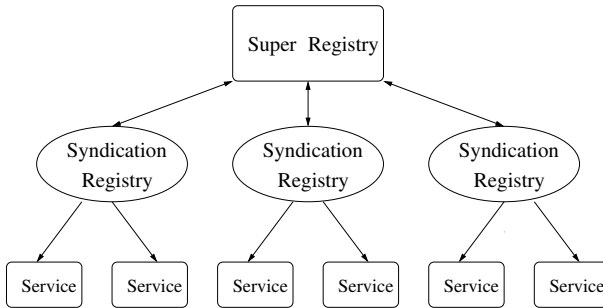 Super Registry
Syndication
Registry
Syndication
Registry
Syndication
Registry
Service
Service
Service
Service
Service
Service